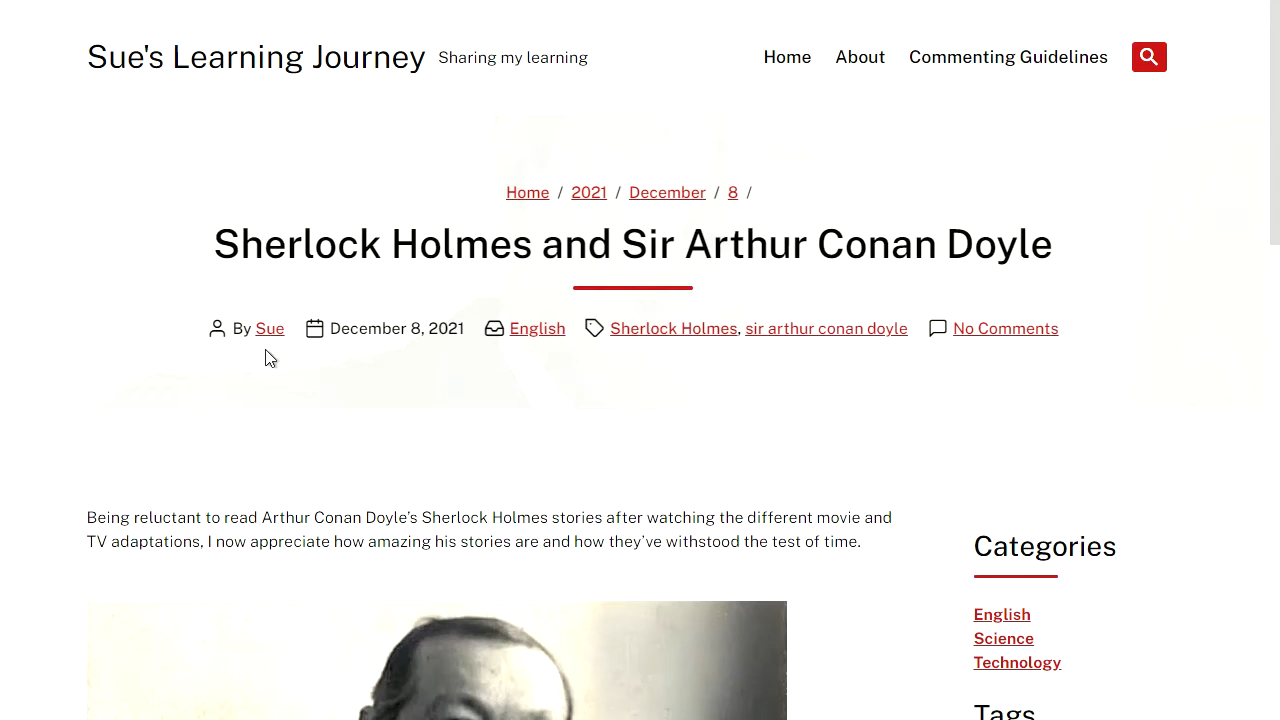 Sue's Learning Journey Sharing my learning Home About Commenting Guidelines
Home / 2021 / December / 8 /
Sherlock Holmes and Sir Arthur Conan Doyle
By Sue December 8, 2021 English Sherlock Holmes, sir arthur conan doyle No Comments
Being reluctant to read Arthur Conan Doyle’s Sherlock Holmes stories after watching the different movie and
TV adaptations, I now appreciate how amazing his stories are and how they’ve withstood the test of time.
Categories
English
Science
Technology
Tags